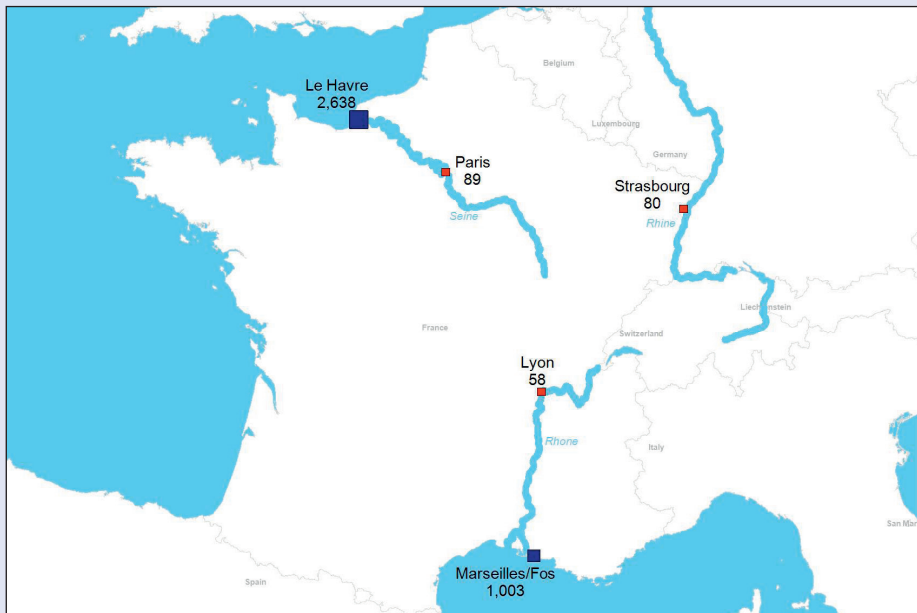 Belgium
Le Havre
2,638
Luxembourg
Germany
Paris
89
Strasbourg
80
Seine
Rhine
Liechenstein
France
Switzerland
Lyon
58
Rhone
Italy
San Mar
Marseilles/Fos
1,003
Spain